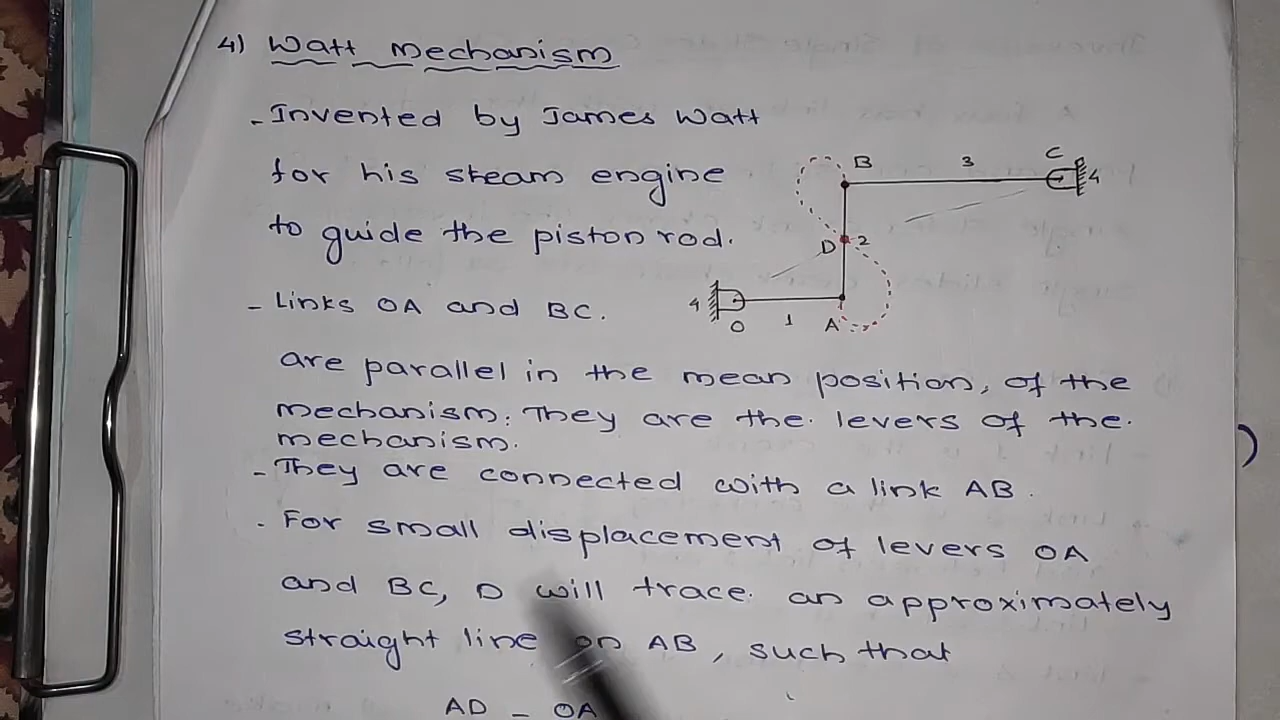 4) Watt Mechanism
- Invented by James Watt
for his steam engine
to guide the piston rod.
B 3 C
4
D 2
4
O 1 A
- Links OA and BC.
are parallel in the mean position, of the
mechanism. They are the levers of the.
mechanism.
- They are connected with a link AB.
- For small displacement of levers OA
and BC, D will trace. an approximately
straight line on AB, such that
AD - OA